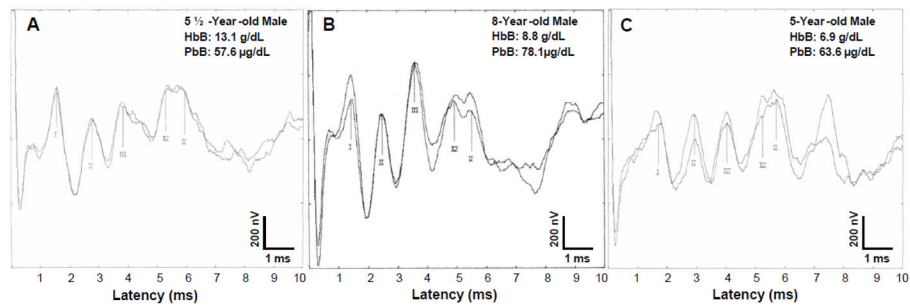 A
5 ½ -Year -old Male
HbB: 13.1 g/dL
PbB: 57.6 µg/dL
I
II
III
IV
V
200 nV
1 ms
1 2 3 4 5 6 7 8 9 10
Latency (ms)
B
8-Year-old Male
HbB: 8.8 g/dL
PbB: 78.1µg/dL
I
II
III
IV
V
200 nV
1 ms
1 2 3 4 5 6 7 8 9 10
Latency (ms)
C
5-Year-old Male
HbB: 6.9 g/dL
PbB: 63.6 µg/dL
I
II
III
IV
V
200 nV
1 ms
1 2 3 4 5 6 7 8 9 10
Latency (ms)